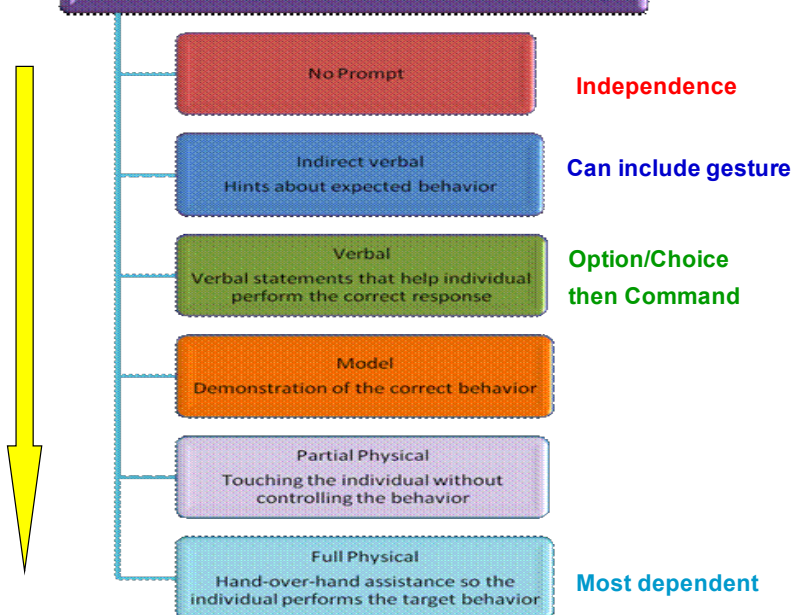 No Prompt
Independence
Indirect verbal
Hints about expected behavior
Can include gesture
Verbal
Verbal statements that help individual
perform the correct response
Option/Choice
then Command
Model
Demonstration of the correct behavior
Partial Physical
Touching the individual without
controlling the behavior
Full Physical
Hand-over-hand assistance so the
individual performs the target behavior
Most dependent